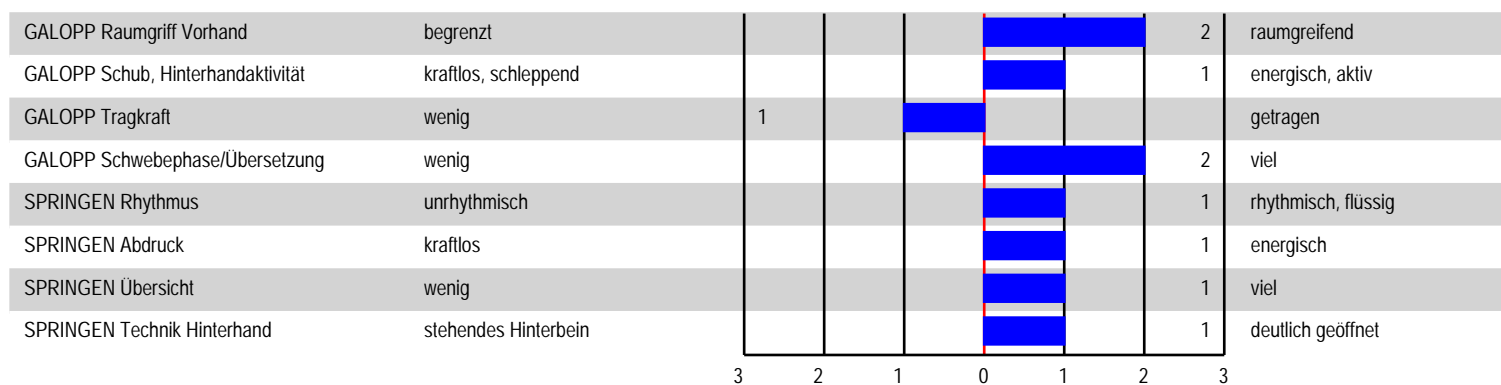 GALOPP Raumgriff Vorhand begrenzt 2 raumgreifend
GALOPP Schub, Hinterhandaktivität kraftlos, schleppend 1 energisch, aktiv
GALOPP Tragkraft wenig 1 getragen
GALOPP Schwebephase/Übersetzung wenig 2 viel
SPRINGEN Rhythmus unrhythmisch 1 rhythmisch, flüssig
SPRINGEN Abdruck kraftlos 1 energisch
SPRINGEN Übersicht wenig 1 viel
SPRINGEN Technik Hinterhand stehendes Hinterbein 1 deutlich geöffnet
3 2 1 0 1 2 3